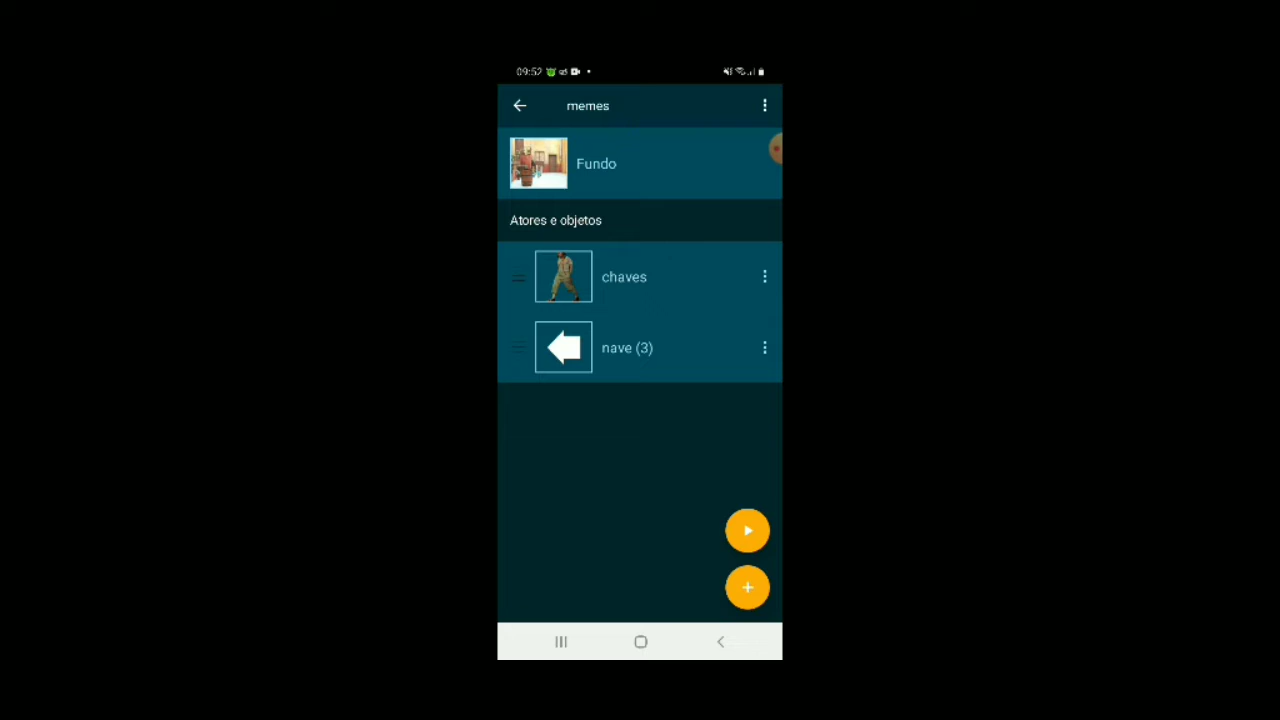 09:52
memes
Fundo
Atores e objetos
chaves
nave (3)